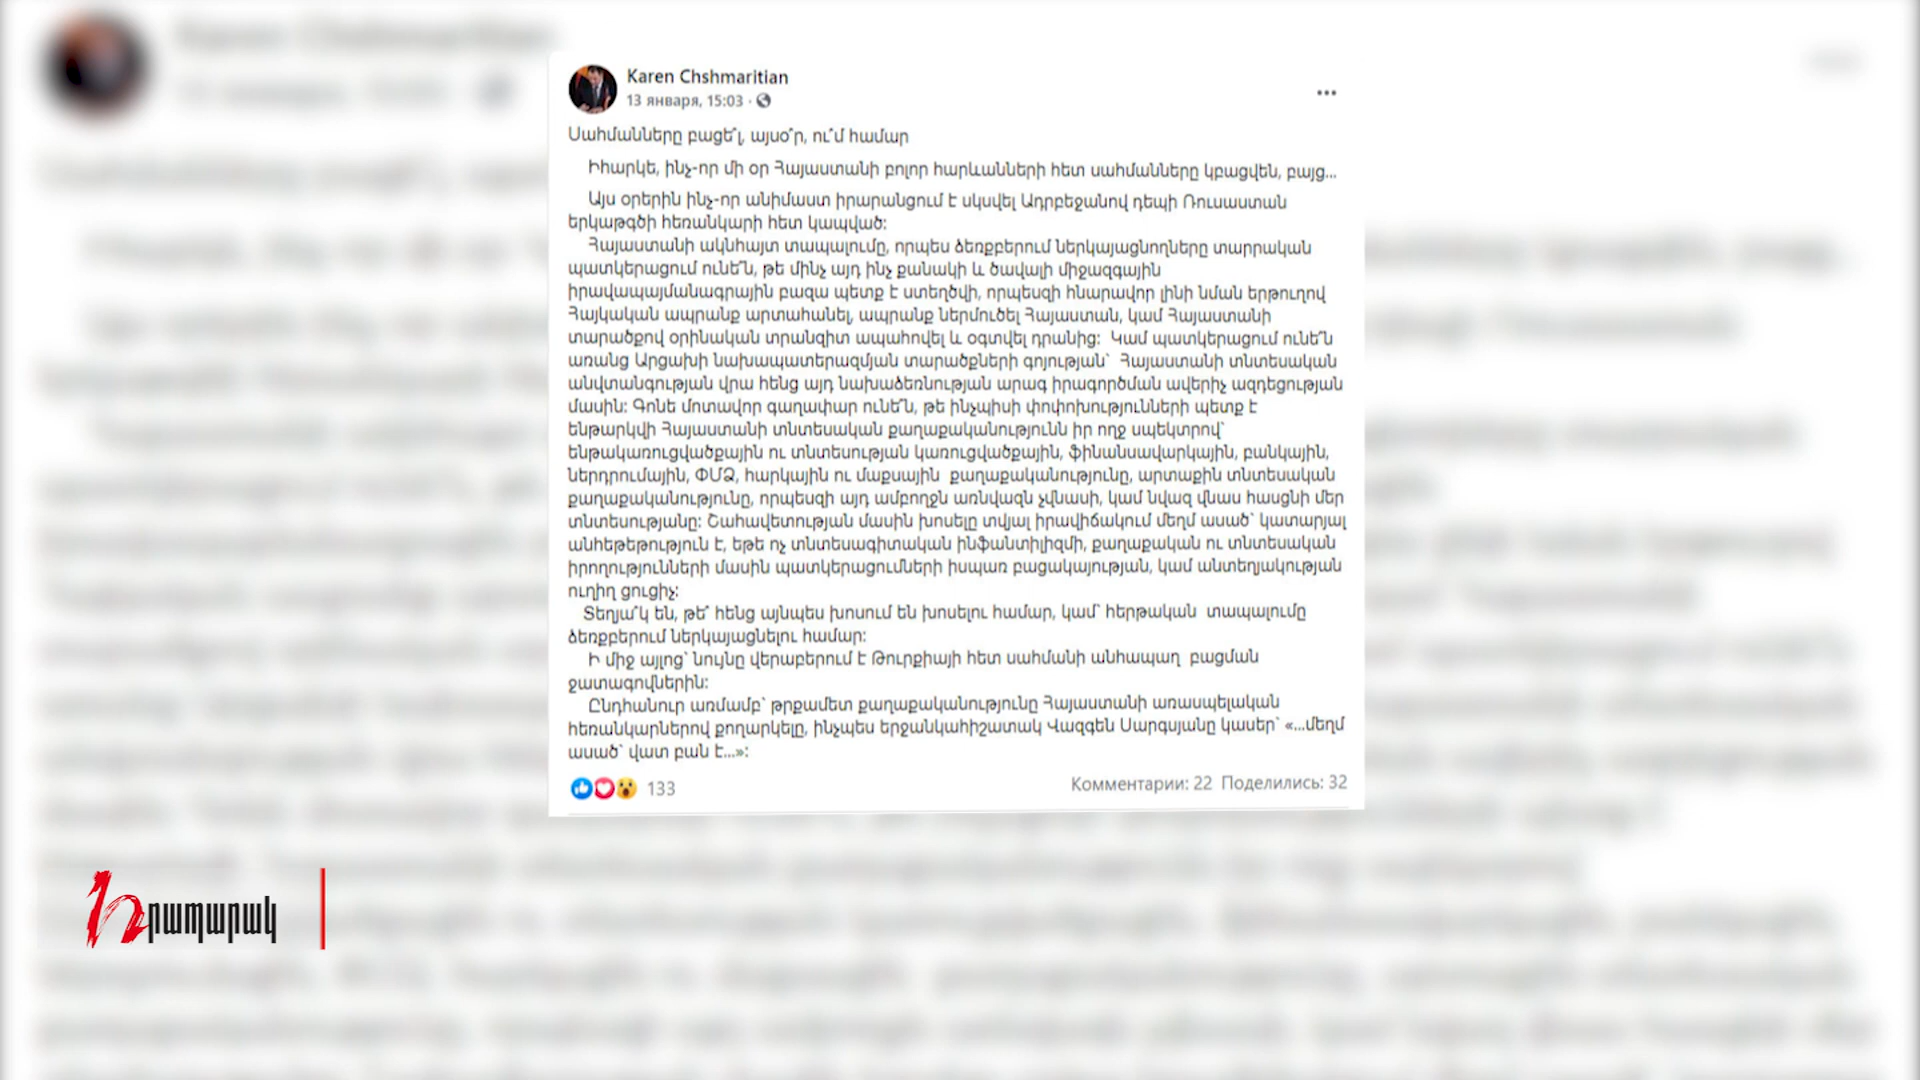 Karen Chshmaritian
13 января, 15:03 ·
Սահմանները բացե՞լ, այսօ՞ր, ու՞մ համար
Իհարկե, ինչ-որ մի օր Հայաստանի բոլոր հարևանների հետ սահմանները կբացվեն, բայց...
Այս օրերին ինչ-որ անիմաստ իրարանցում է սկսվել Ադրբեջանով դեպի Ռուսաստան
երկաթգծի հեռանկարի հետ կապված:
Հայաստանի ակնհայտ տապալումը, որպես ձեռքբերում ներկայացնողները տարրական
պատկերացում ունե՞ն, թե մինչ այդ ինչ քանակի և ծավալի միջազգային
իրավապայմանագրային բազա պետք է ստեղծվի, որպեսզի հնարավոր լինի նման երթուղով
Հայկական ապրանք արտահանել, ապրանք ներմուծել Հայաստան, կամ Հայաստանի
տարածքով օրինական տրանզիտ ապահովել և օգտվել դրանից: Կամ պատկերացում ունե՞ն
առանց Արցախի նախապատերազմյան տարածքների գոյության՝ Հայաստանի տնտեսական
անվտանգության վրա հենց այդ նախաձեռնության արագ իրագործման ավերիչ ազդեցության
մասին: Գոնե մոտավոր գաղափար ունե՞ն, թե ինչպիսի փոփոխությունների պետք է
ենթարկվի Հայաստանի տնտեսական քաղաքականությունն իր ողջ սպեկտրով՝
ենթակառուցվածքային ու տնտեսության կառուցվածքային, ֆինանսավարկային, բանկային,
ներդրումային, ՓՄՁ, հարկային ու մաքսային քաղաքականությունը, արտաքին տնտեսական
քաղաքականությունը, որպեսզի այդ ամբողջն առնվազն չվնասի, կամ նվազ վնաս հասցնի մեր
տնտեսությանը: Շահավետության մասին խոսելը տվյալ իրավիճակում մեղմ ասած՝ կատարյալ
անհեթեթություն է, եթե ոչ տնտեսագիտական ինֆանտիլիզմի, քաղաքական ու տնտեսական
իրողությունների մասին պատկերացումների իսպառ բացակայության, կամ անտեղյակության
ուղիղ ցուցիչ:
Տեղյա՞կ են, թե՞ հենց այնպես խոսում են խոսելու համար, կամ՝ հերթական տապալումը
ձեռքբերում ներկայացնելու համար:
Ի միջ այլոց՝ նույնը վերաբերում է Թուրքիայի հետ սահմանի անհապաղ բացման
ջատագովներին:
Ընդհանուր առմամբ՝ թրքամետ քաղաքականությունը Հայաստանի առասպելական
հեռանկարներով քողարկելը, ինչպես երջանկահիշատակ Վազգեն Սարգսյանը կասեր՝ «...մեղմ
ասած՝ վատ բան է...»:
133
Комментарии: 22 Поделились: 32
Հրապարակ